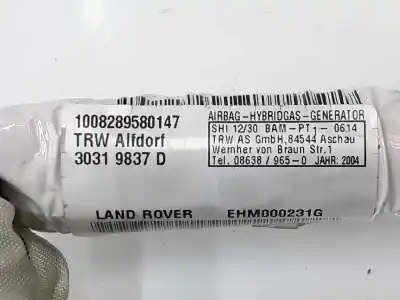 1008289580147
TRW Alfdorf
3031 9837 D
AIRBAG-HYBRIDGAS-GENERATOR
SHI 12/30 BAM-PT1- 0614
TRW AS GmbH,84544 Aschau
Wernher von Braun Str.1
Tel. 08638/ 965-0 JAHR: 2004
LAND ROVER EHM000231G